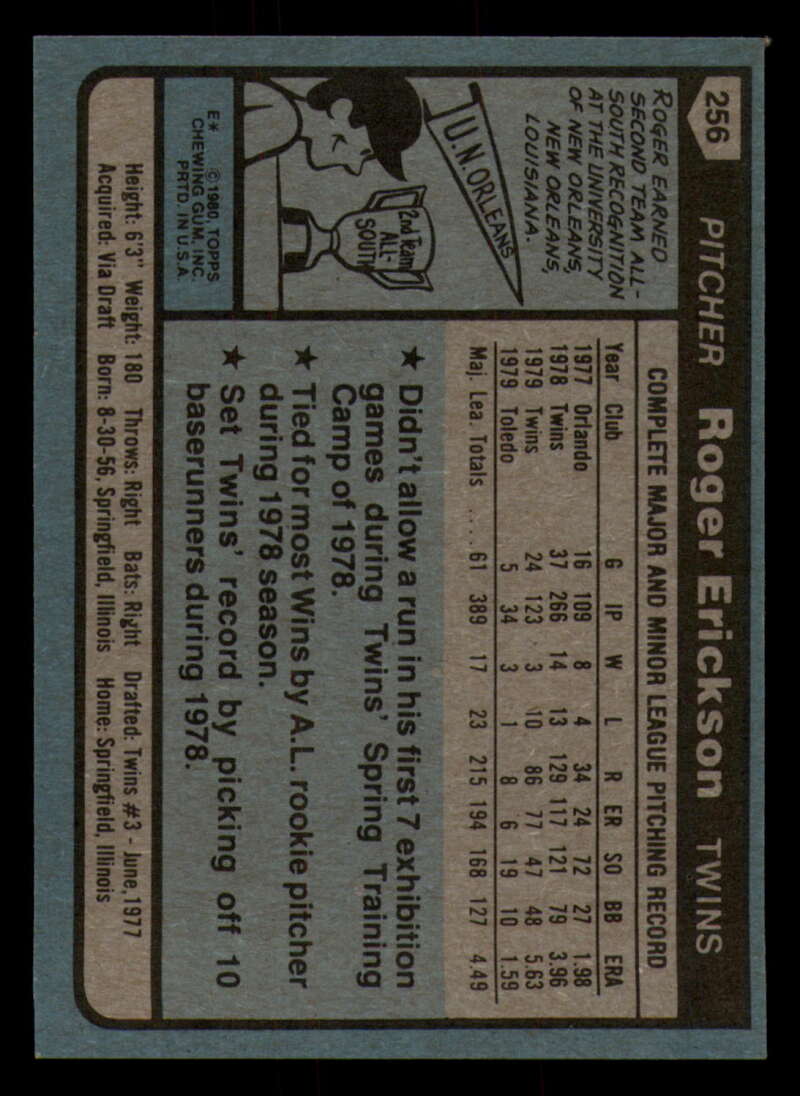 256
PITCHER Roger Erickson TWINS
ROGER EARNED
SECOND TEAM ALL-
SOUTH RECOGNITION
AT THE UNIVERSITY
OF NEW ORLEANS,
NEW ORLEANS,
LOUISIANA.
U.N. ORLEANS
2nd Team
ALL-
SOUTH
E* ©1980, TOPPS
CHEWING GUM, INC.
PRTD. IN U.S.A.
COMPLETE MAJOR AND MINOR LEAGUE PITCHING RECORD
Year Club G IP W L R ER SO BB ERA
1977 Orlando 16 109 8 4 34 24 72 27 1.98
1978 Twins 37 266 14 13 129 117 121 79 3.96
1979 Twins 24 123 3 10 86 77 47 48 5.63
1979 Toledo 5 34 3 1 8 6 19 10 1.59
Maj. Lea. Totals ..... 61 389 17 23 215 194 168 127 4.49
★ Didn't allow a run in his first 7 exhibition
games during Twins' Spring Training
Camp of 1978.
★ Tied for most Wins by A.L. rookie pitcher
during 1978 season.
★ Set Twins' record by picking off 10
baserunners during 1978.
Height: 6'3" Weight: 180 Throws: Right Bats: Right Drafted: Twins #3 - June, 1977
Acquired: Via Draft Born: 8-30-56, Springfield, Illinois Home: Springfield, Illinois